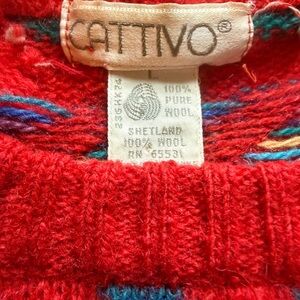 CATTIVO®
L
100%
PURE
WOOL
SHETLAND
100% WOOL
RN 65531